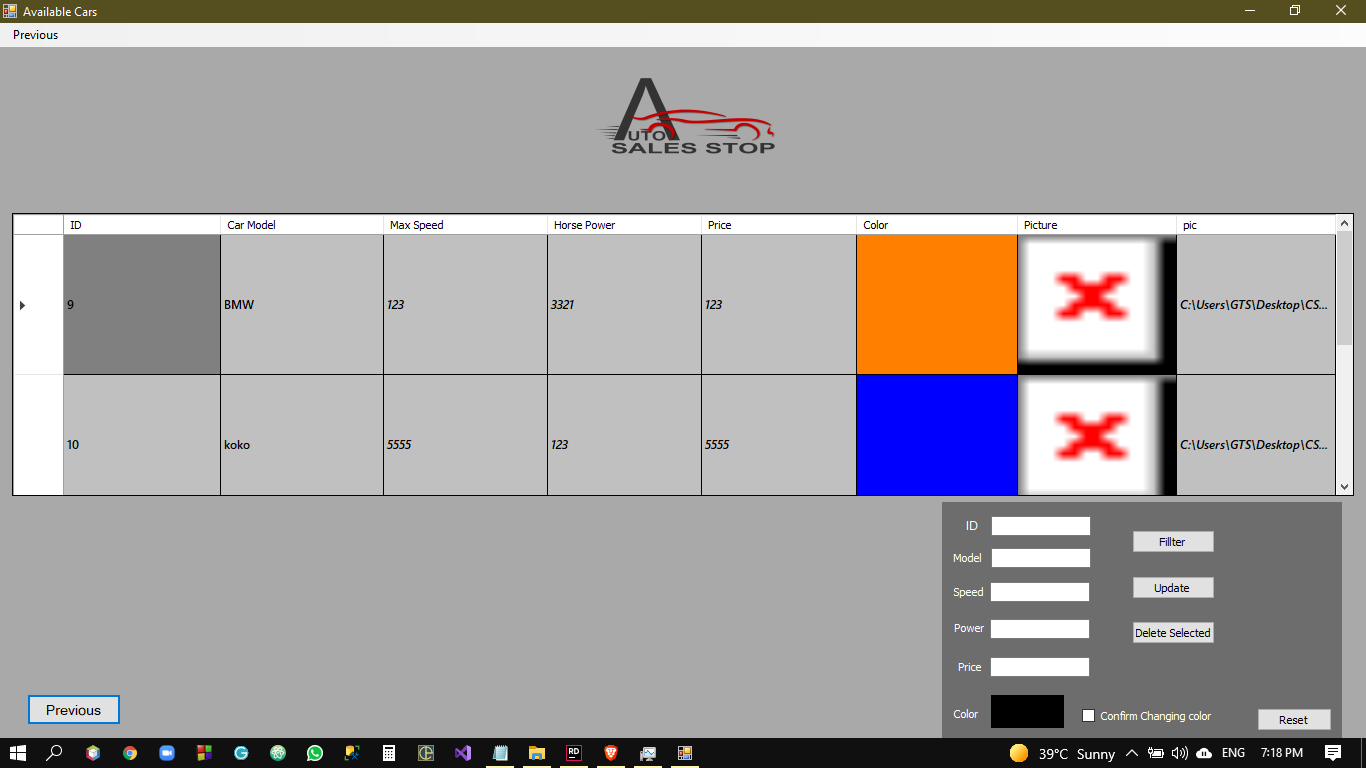 Available Cars
Previous
AUTO
SALES STOP
ID Car Model Max Speed Horse Power Price Color Picture pic
9 BMW 123 3321 123 C:\Users\GTS\Desktop\CS...
10 koko 5555 123 5555 C:\Users\GTS\Desktop\CS...
ID
Fillter
Model
Speed
Update
Power
Delete Selected
Price
Color
Confirm Changing color
Reset
Previous
39°C Sunny
ENG
7:18 PM